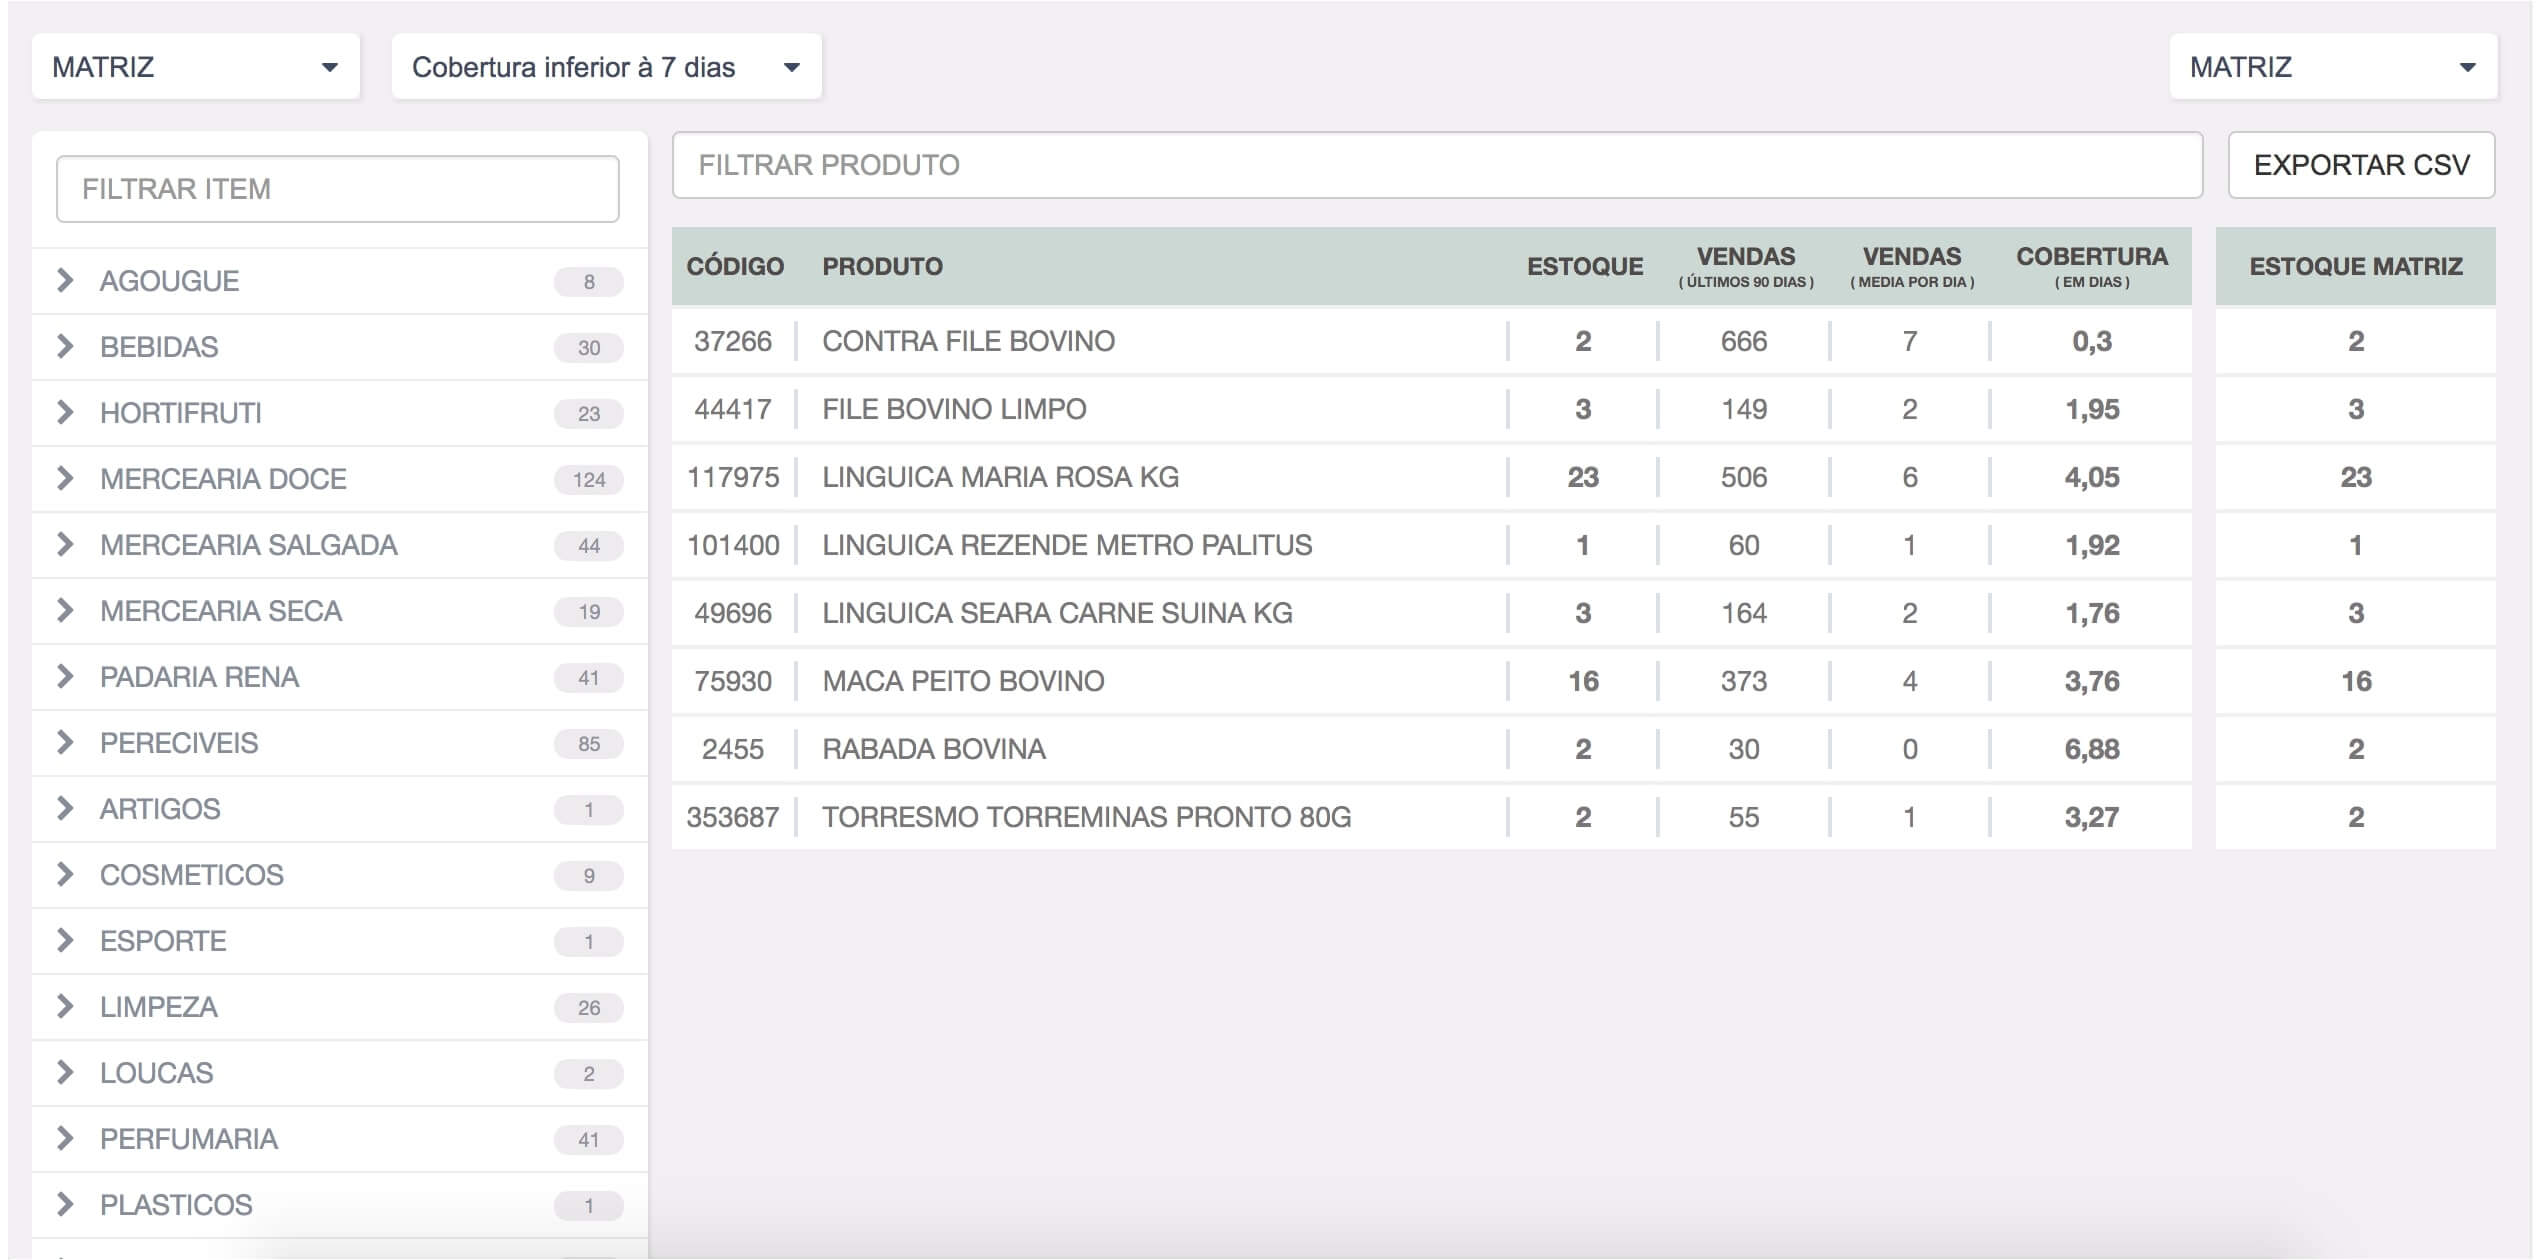 MATRIZ
Cobertura inferior à 7 dias
MATRIZ
FILTRAR ITEM
AGOUGUE 8
BEBIDAS 30
HORTIFRUTI 23
MERCEARIA DOCE 124
MERCEARIA SALGADA 44
MERCEARIA SECA 19
PADARIA RENA 41
PERECIVEIS 85
ARTIGOS 1
COSMETICOS 9
ESPORTE 1
LIMPEZA 26
LOUCAS 2
PERFUMARIA 41
PLASTICOS 1
FILTRAR PRODUTO
EXPORTAR CSV
CÓDIGO PRODUTO ESTOQUE VENDAS ( ÚLTIMOS 90 DIAS ) VENDAS ( MEDIA POR DIA ) COBERTURA ( EM DIAS ) ESTOQUE MATRIZ
37266 CONTRA FILE BOVINO 2 666 7 0,3 2
44417 FILE BOVINO LIMPO 3 149 2 1,95 3
117975 LINGUICA MARIA ROSA KG 23 506 6 4,05 23
101400 LINGUICA REZENDE METRO PALITUS 1 60 1 1,92 1
49696 LINGUICA SEARA CARNE SUINA KG 3 164 2 1,76 3
75930 MACA PEITO BOVINO 16 373 4 3,76 16
2455 RABADA BOVINA 2 30 0 6,88 2
353687 TORRESMO TORREMINAS PRONTO 80G 2 55 1 3,27 2